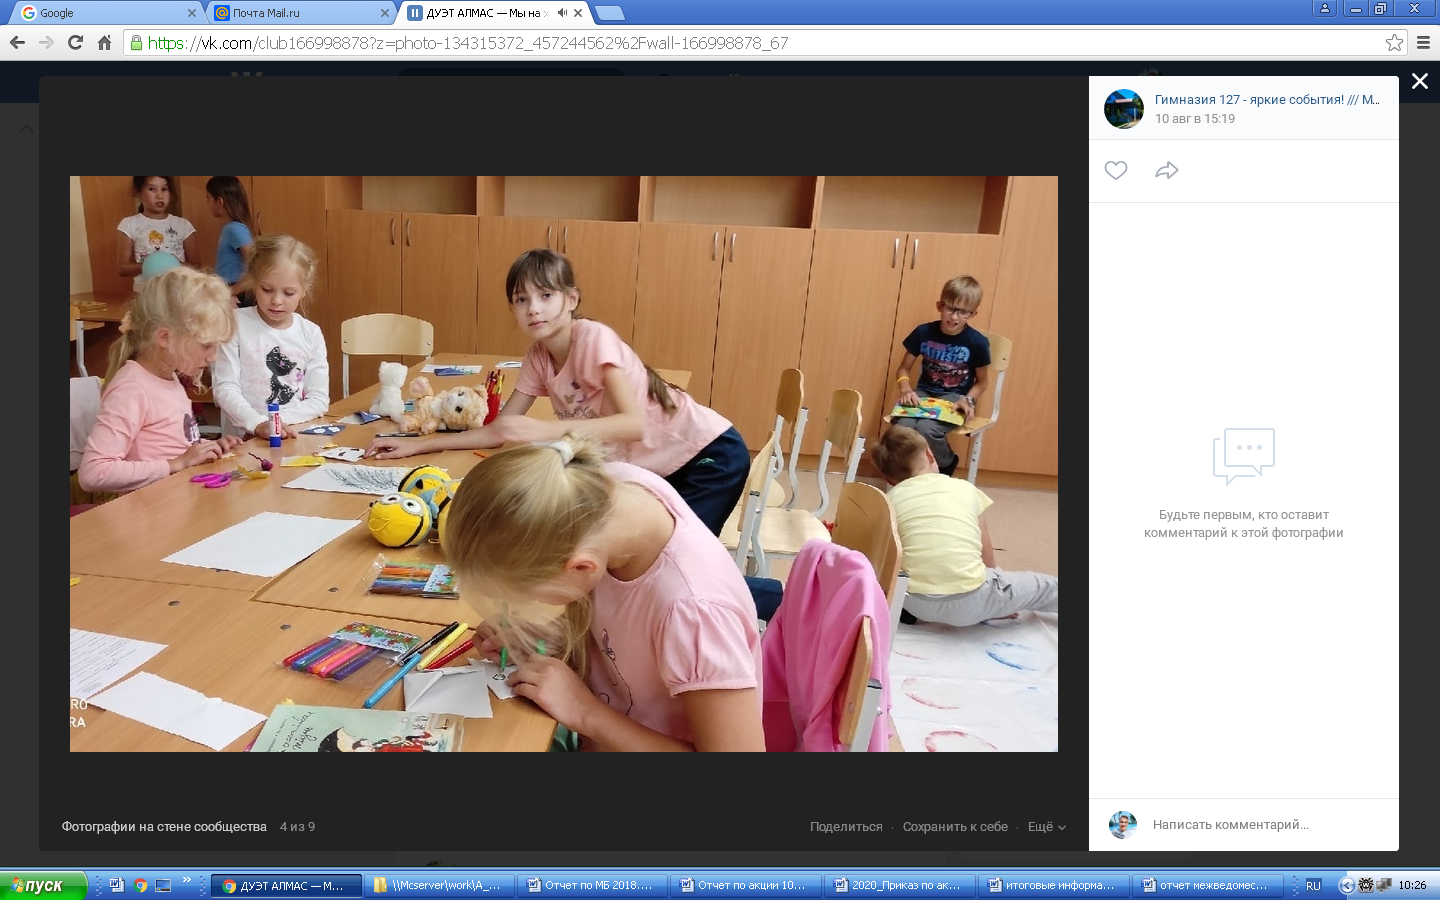 Google
Почта Mail.ru
ДУЭТ АЛМАС — Мы на
https://vk.com/club166998878?z=photo-134315372_457244562%2Fwall-166998878_67
Гимназия 127 - яркие события! /// М...
10 авг в 15:19
Будьте первым, кто оставит
комментарий к этой фотографии
Фотографии на стене сообщества 4 из 9
Поделиться · Сохранить к себе · Ещё
Написать комментарий...
пуск
ДУЭТ АЛМАС — М...
\\Mcserver\work\A_...
Отчет по МБ 2018....
Отчет по акции 10...
2020_Приказ по ак...
итоговые информа...
отчет межведомес...
RU
10:26